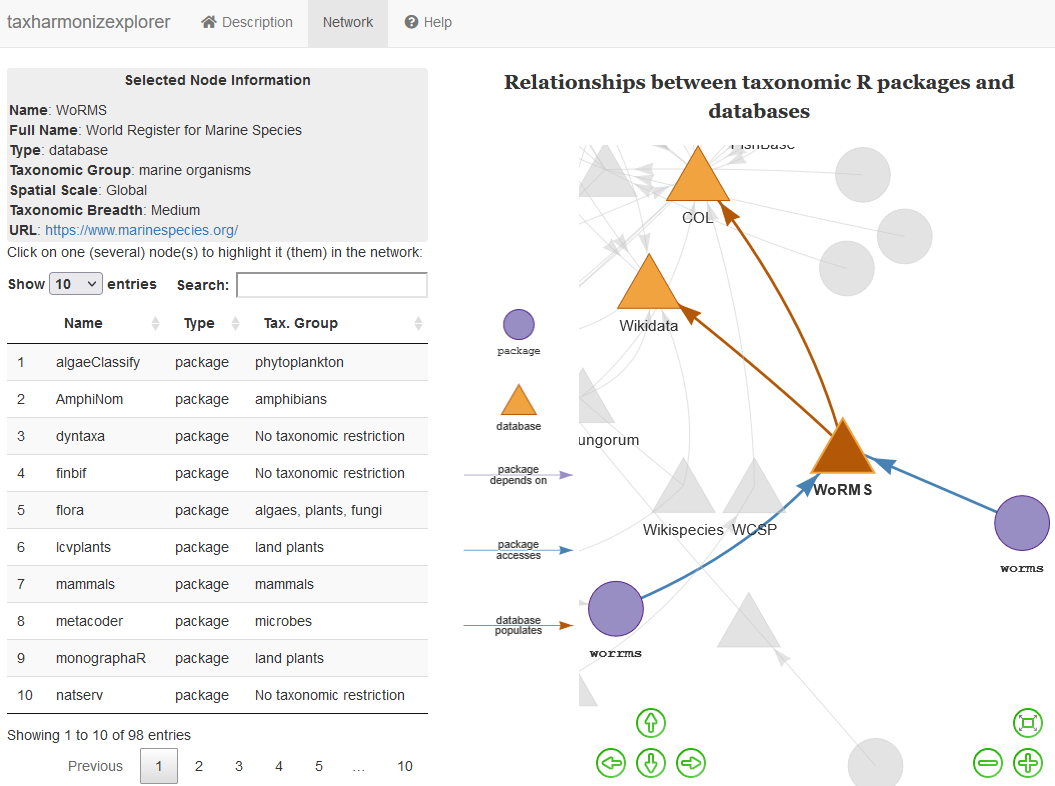 taxharmonizexplorer Description Network Help
Selected Node Information
Name: WoRMS
Full Name: World Register for Marine Species
Type: database
Taxonomic Group: marine organisms
Spatial Scale: Global
Taxonomic Breadth: Medium
URL: https://www.marinespecies.org/
Click on one (several) node(s) to highlight it (them) in the network:
Show 10 entries Search:
Name Type Tax. Group
1 algaeClassify package phytoplankton
2 AmphiNom package amphibians
3 dyntaxa package No taxonomic restriction
4 finbif package No taxonomic restriction
5 flora package algaes, plants, fungi
6 lcvplants package land plants
7 mammals package mammals
8 metacoder package microbes
9 monographaR package land plants
10 natserv package No taxonomic restriction
Showing 1 to 10 of 98 entries
Previous 1 2 3 4 5 … 10
Relationships between taxonomic R packages and
databases
package
database
package
depends on
package
accesses
database
populates
FishBase
COL
Wikidata
ungorum
WoRMS
Wikispecies WCSP
worms
worrms